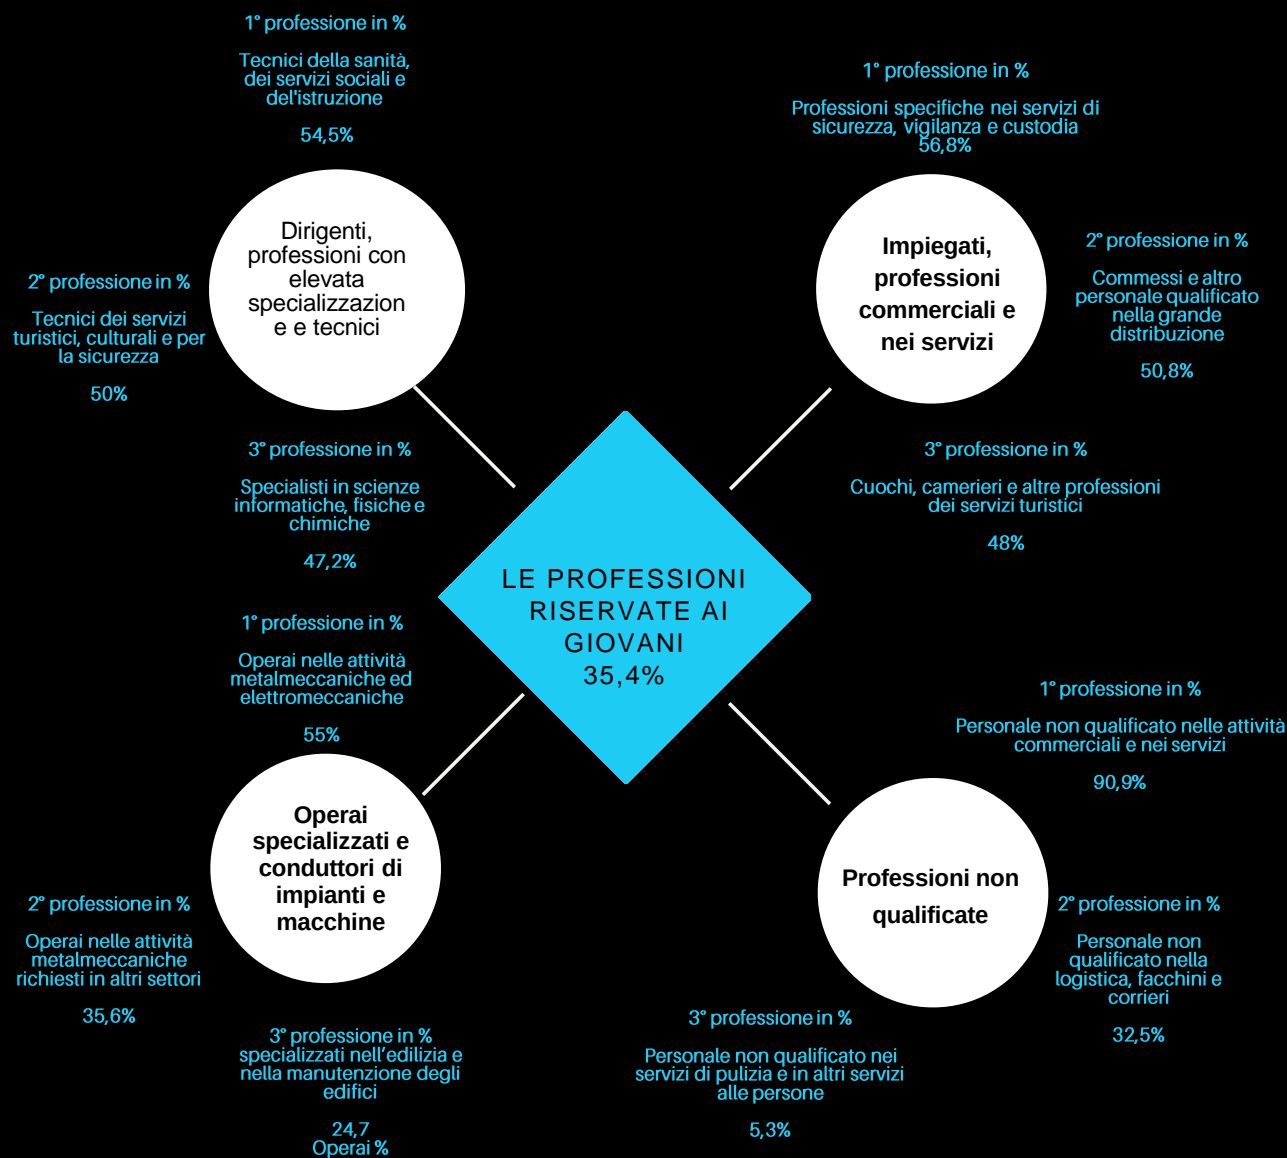 1° professione in %
Tecnici della sanità,
dei servizi sociali e
del'istruzione
54,5%
Dirigenti,
professioni con
elevata
specializzazion
e e tecnici
2° professione in %
Tecnici dei servizi
turistici, culturali e per
la sicurezza
50%
3° professione in %
Specialisti in scienze
informatiche, fisiche e
chimiche
47,2%
1° professione in %
Professioni specifiche nei servizi di
sicurezza, vigilanza e custodia
56,8%
Impiegati,
professioni
commerciali e
nei servizi
2° professione in %
Commessi e altro
personale qualificato
nella grande
distribuzione
50,8%
3° professione in %
Cuochi, camerieri e altre professioni
dei servizi turistici
48%
LE PROFESSIONI
RISERVATE AI
GIOVANI
35,4%
1° professione in %
Operai nelle attività
metalmeccaniche ed
elettromeccaniche
55%
Operai
specializzati e
conduttori di
impianti e
macchine
2° professione in %
Operai nelle attività
metalmeccaniche
richiesti in altri settori
35,6%
3° professione in %
specializzati nell'edilizia e
nella manutenzione degli
edifici
24,7
Operai %
1° professione in %
Personale non qualificato nelle attività
commerciali e nei servizi
90,9%
Professioni non
qualificate
2° professione in %
Personale non
qualificato nella
logistica, facchini e
corrieri
32,5%
3° professione in %
Personale non qualificato nei
servizi di pulizia e in altri servizi
alle persone
5,3%